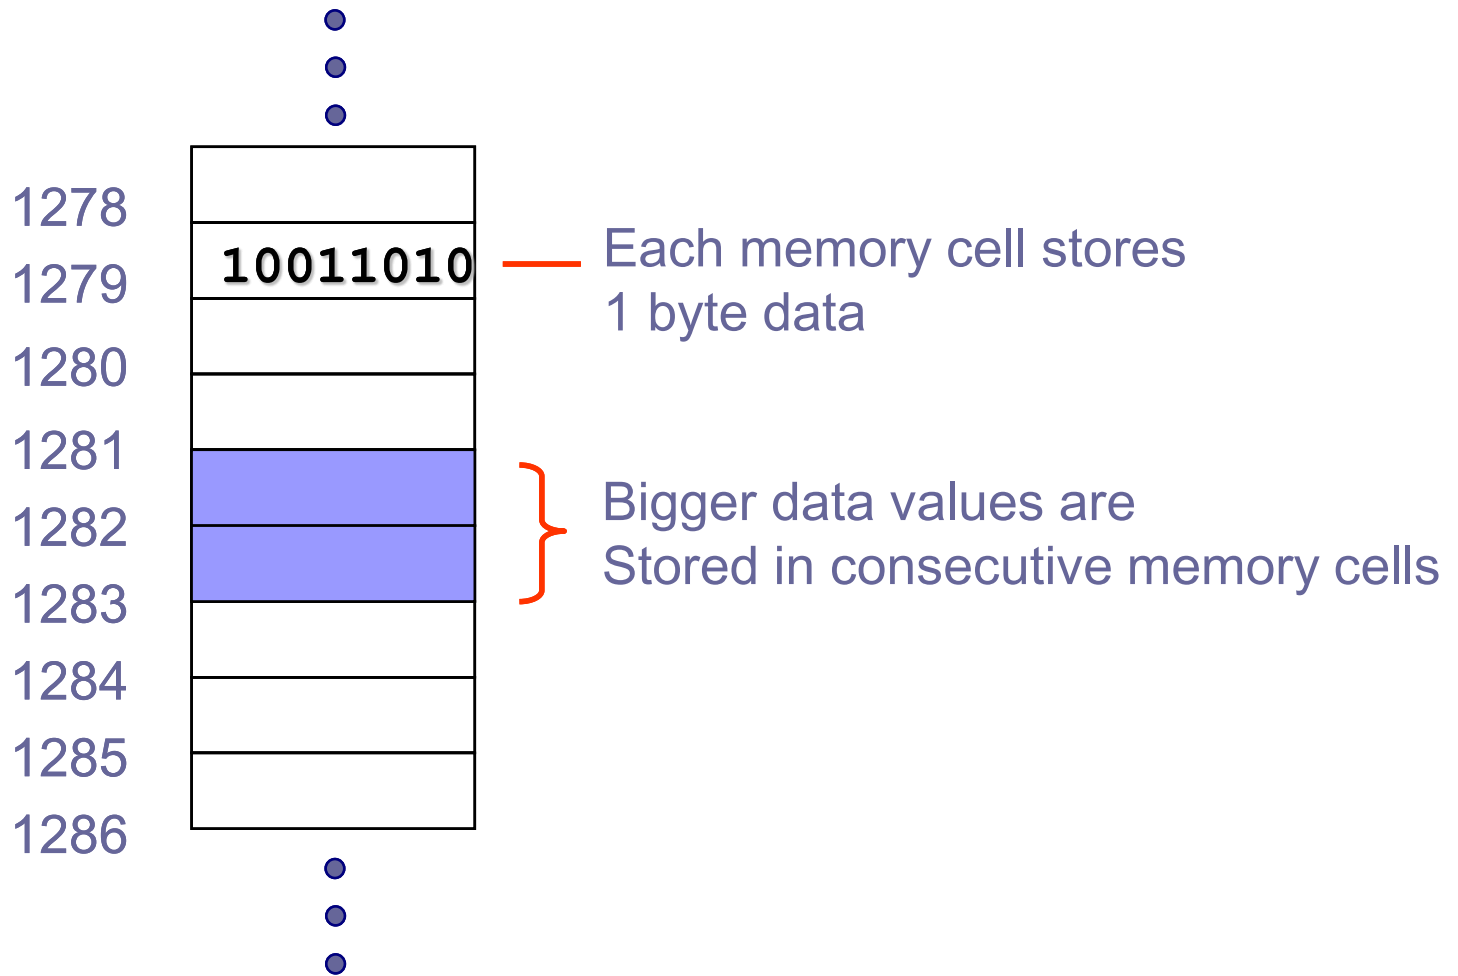 1278
10011010
1279
Each memory cell stores
1 byte data
1280
1281
1282
1283
Bigger data values are
Stored in consecutive memory cells
1284
1285
1286